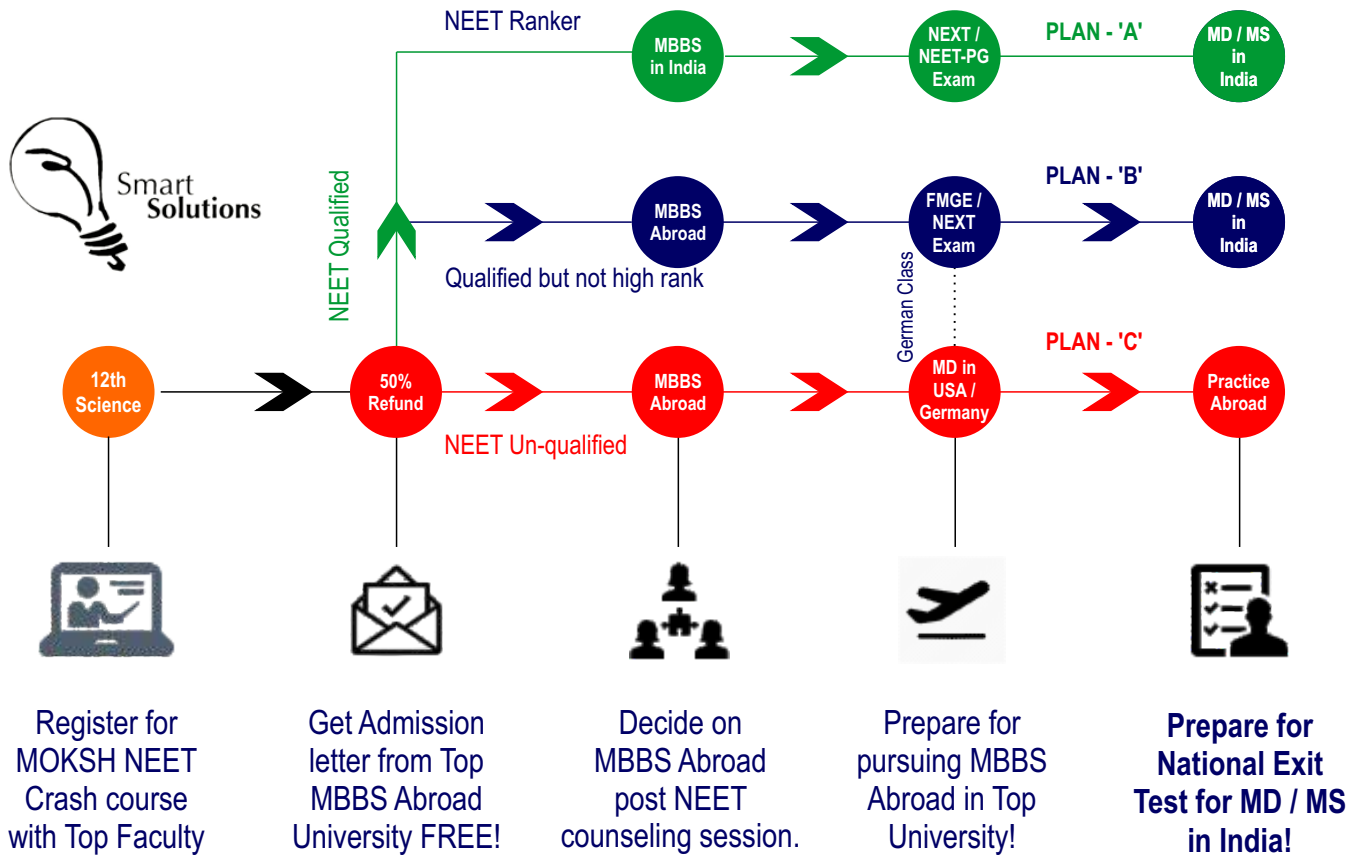 NEET Ranker
MBBS
in India
NEXT /
NEET-PG
Exam
PLAN - 'A'
MD / MS
in
India
Smart
Solutions
NEET Qualified
MBBS
Abroad
Qualified but not high rank
FMGE /
NEXT
Exam
PLAN - 'B'
MD / MS
in
India
German Class
12th
Science
50%
Refund
NEET Un-qualified
MBBS
Abroad
MD in
USA /
Germany
PLAN - 'C'
Practice
Abroad
Register for
MOKSH NEET
Crash course
with Top Faculty
Get Admission
letter from Top
MBBS Abroad
University FREE!
Decide on
MBBS Abroad
post NEET
counseling session.
Prepare for
pursuing MBBS
Abroad in Top
University!
Prepare for
National Exit
Test for MD / MS
in India!